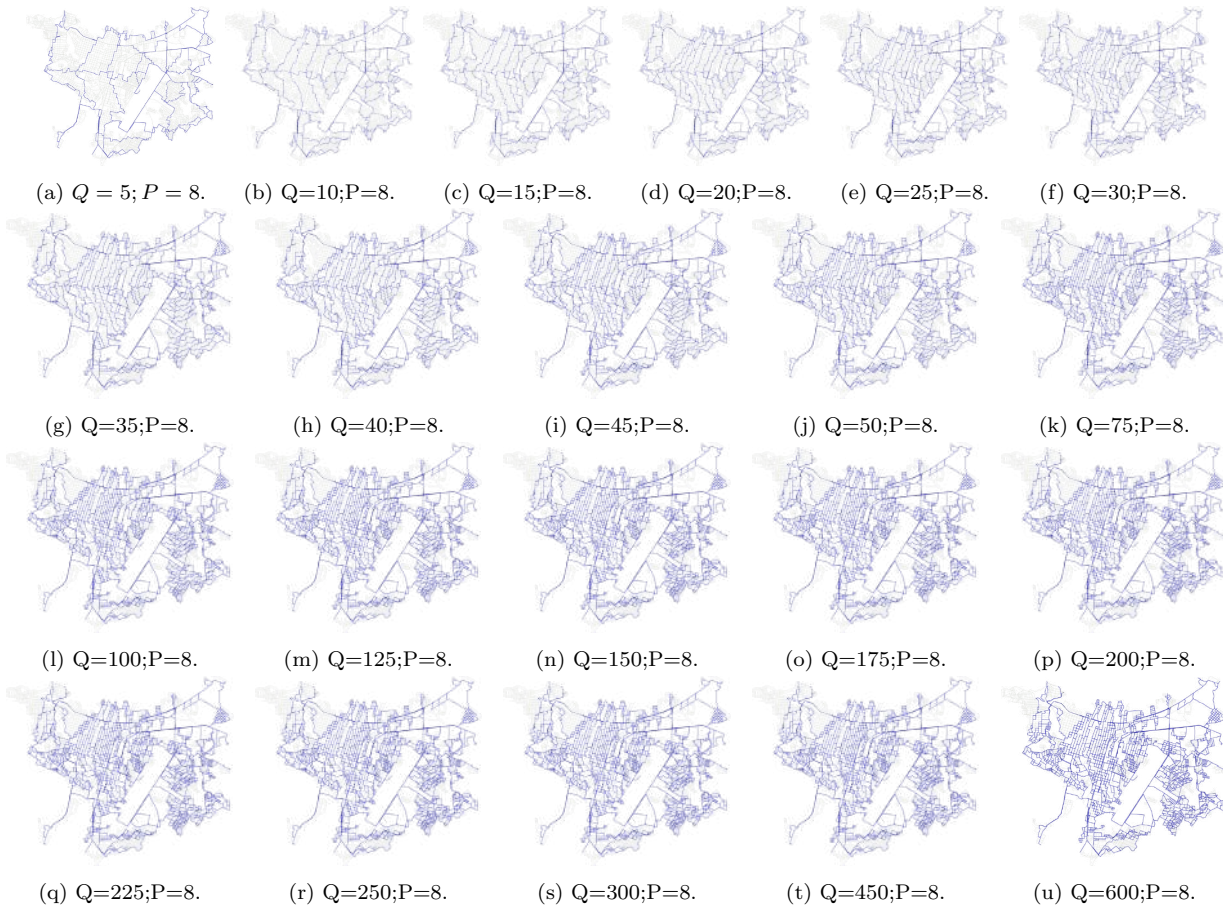 (a) Q = 5; P = 8. (b) Q=10;P=8. (c) Q=15;P=8. (d) Q=20;P=8. (e) Q=25;P=8. (f) Q=30;P=8.
(g) Q=35;P=8. (h) Q=40;P=8. (i) Q=45;P=8. (j) Q=50;P=8. (k) Q=75;P=8.
(l) Q=100;P=8. (m) Q=125;P=8. (n) Q=150;P=8. (o) Q=175;P=8. (p) Q=200;P=8.
(q) Q=225;P=8. (r) Q=250;P=8. (s) Q=300;P=8. (t) Q=450;P=8. (u) Q=600;P=8.